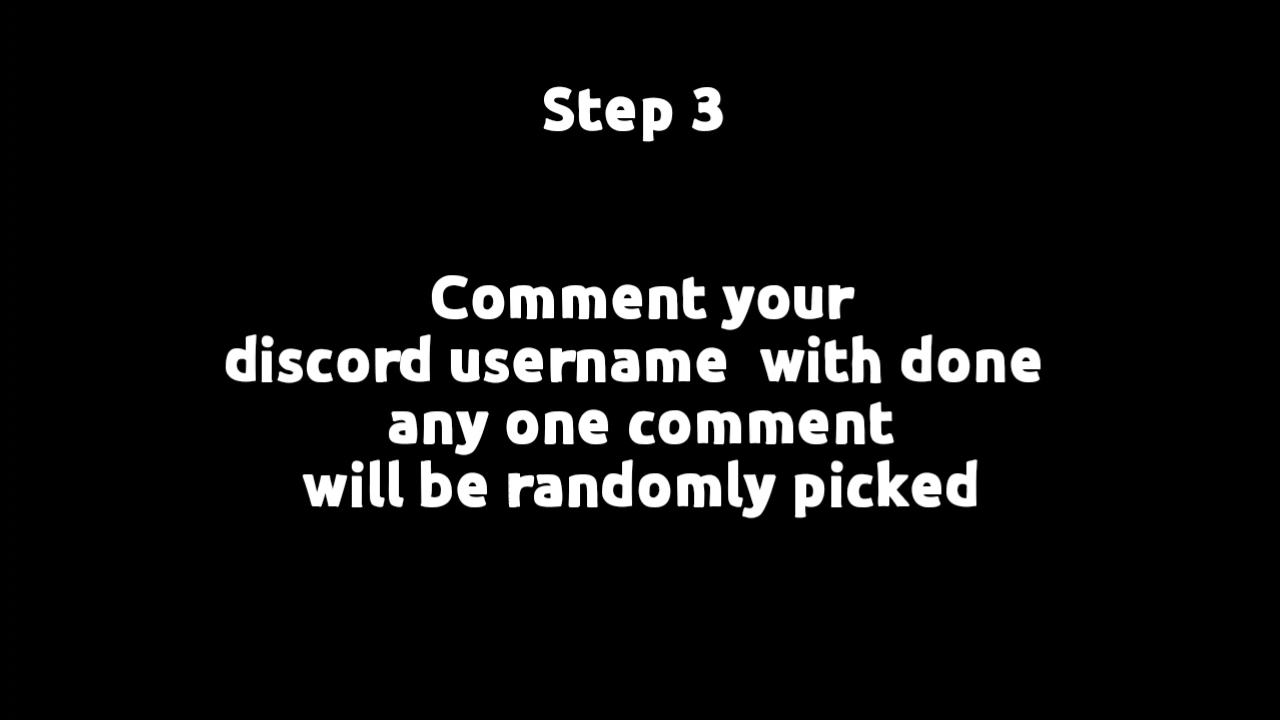 Step 3
Comment your
discord username  with done
any one comment
will be randomly picked